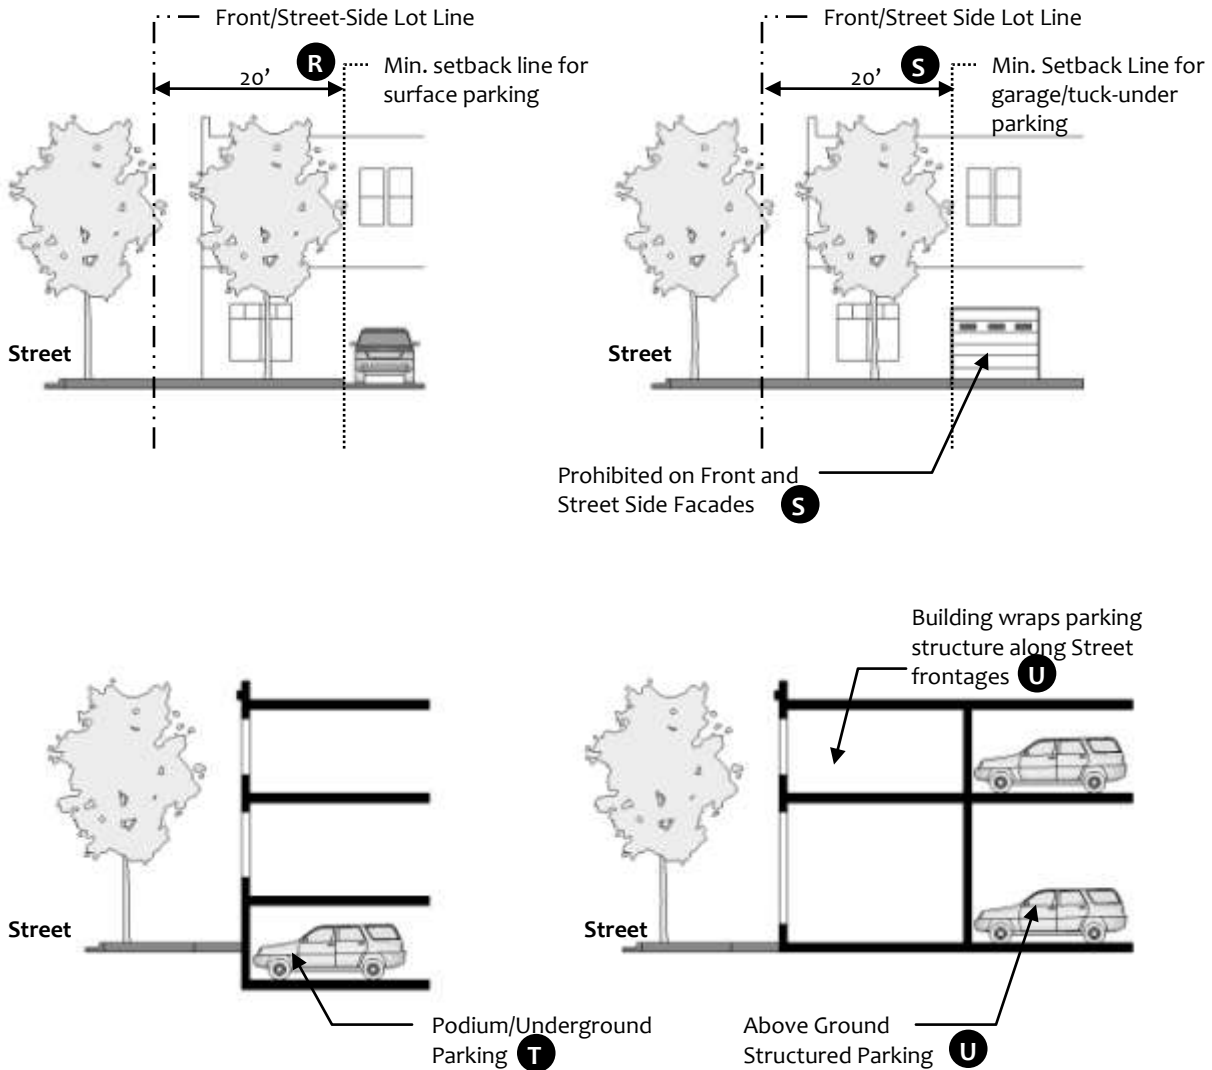 Front/Street-Side Lot Line
R
20’
Min. setback line for
surface parking
Street
Front/Street Side Lot Line
S
20’
Min. Setback Line for
garage/tuck-under
parking
Street
Prohibited on Front and
Street Side Facades S
Street
Podium/Underground
Parking T
Building wraps parking
structure along Street
frontages U
Street
Above Ground
Structured Parking U